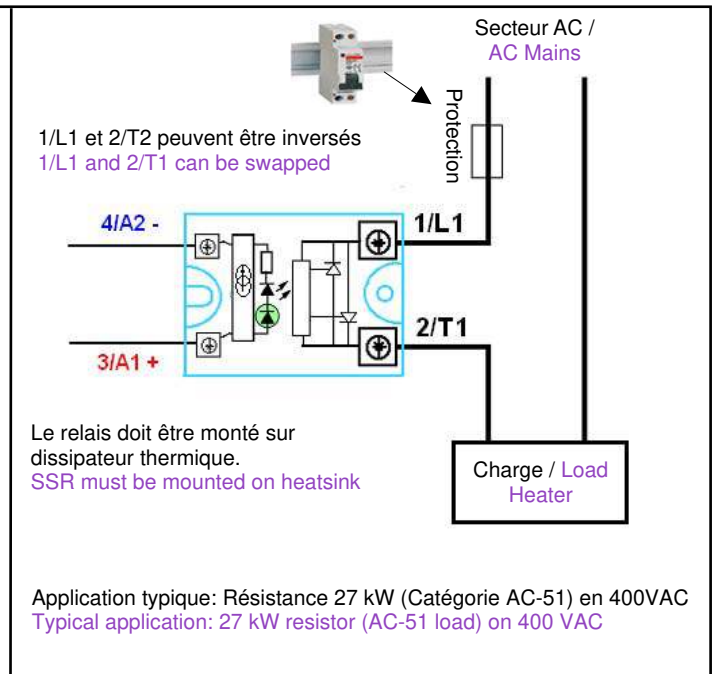 Secteur AC /
AC Mains
Protection
1/L1 et 2/T2 peuvent être inversés
1/L1 and 2/T1 can be swapped
4/A2 -
1/L1
3/A1 +
2/T1
Le relais doit être monté sur
dissipateur thermique.
SSR must be mounted on heatsink
Charge / Load
Heater
Application typique: Résistance 27 kW (Catégorie AC-51) en 400VAC
Typical application: 27 kW resistor (AC-51 load) on 400 VAC